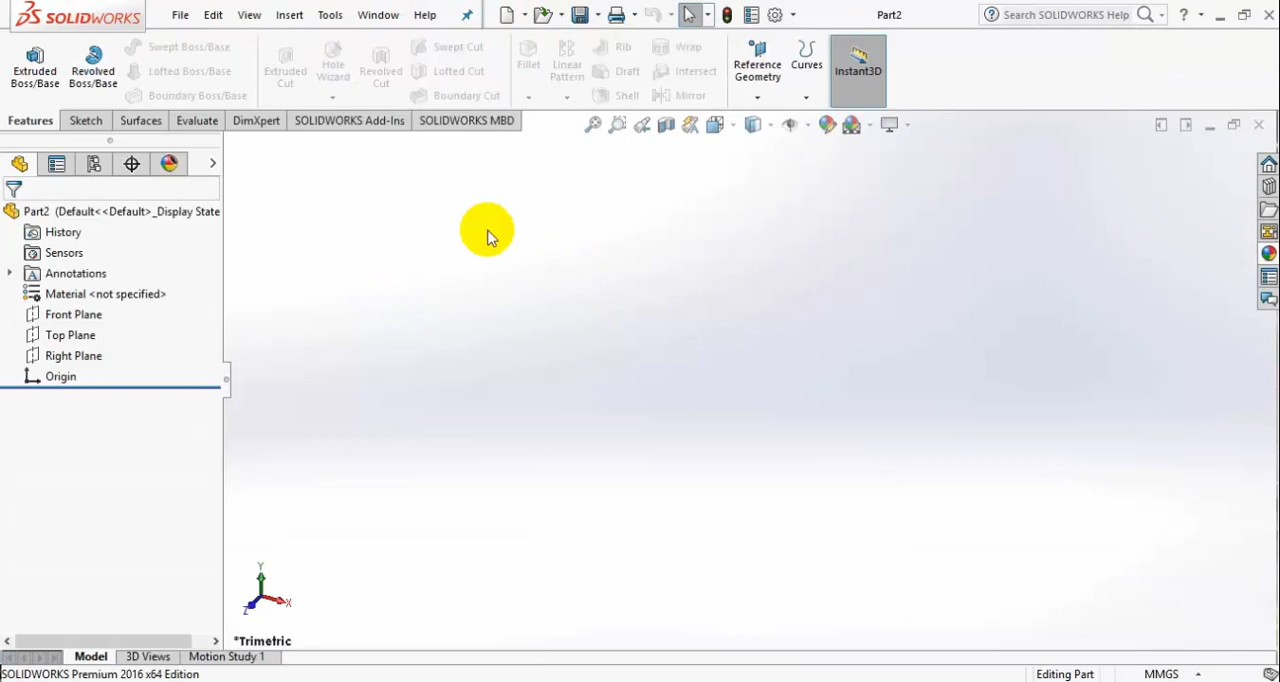 SOLIDWORKS File Edit View Insert Tools Window Help Part2 Search SOLIDWORKS Help
Extruded Boss/Base
Revolved Boss/Base
Swept Boss/Base
Lofted Boss/Base
Boundary Boss/Base
Extruded Cut
Hole Wizard
Revolved Cut
Swept Cut
Lofted Cut
Boundary Cut
Fillet
Linear Pattern
Rib
Draft
Shell
Wrap
Intersect
Mirror
Reference Geometry
Curves
Instant3D
Features Sketch Surfaces Evaluate DimXpert SOLIDWORKS Add-Ins SOLIDWORKS MBD
Part2 (Default<<Default>_Display State
History
Sensors
Annotations
Material <not specified>
Front Plane
Top Plane
Right Plane
Origin
Y
X
Z
*Trimetric
Model 3D Views Motion Study 1
SOLIDWORKS Premium 2016 x64 Edition Editing Part MMGS